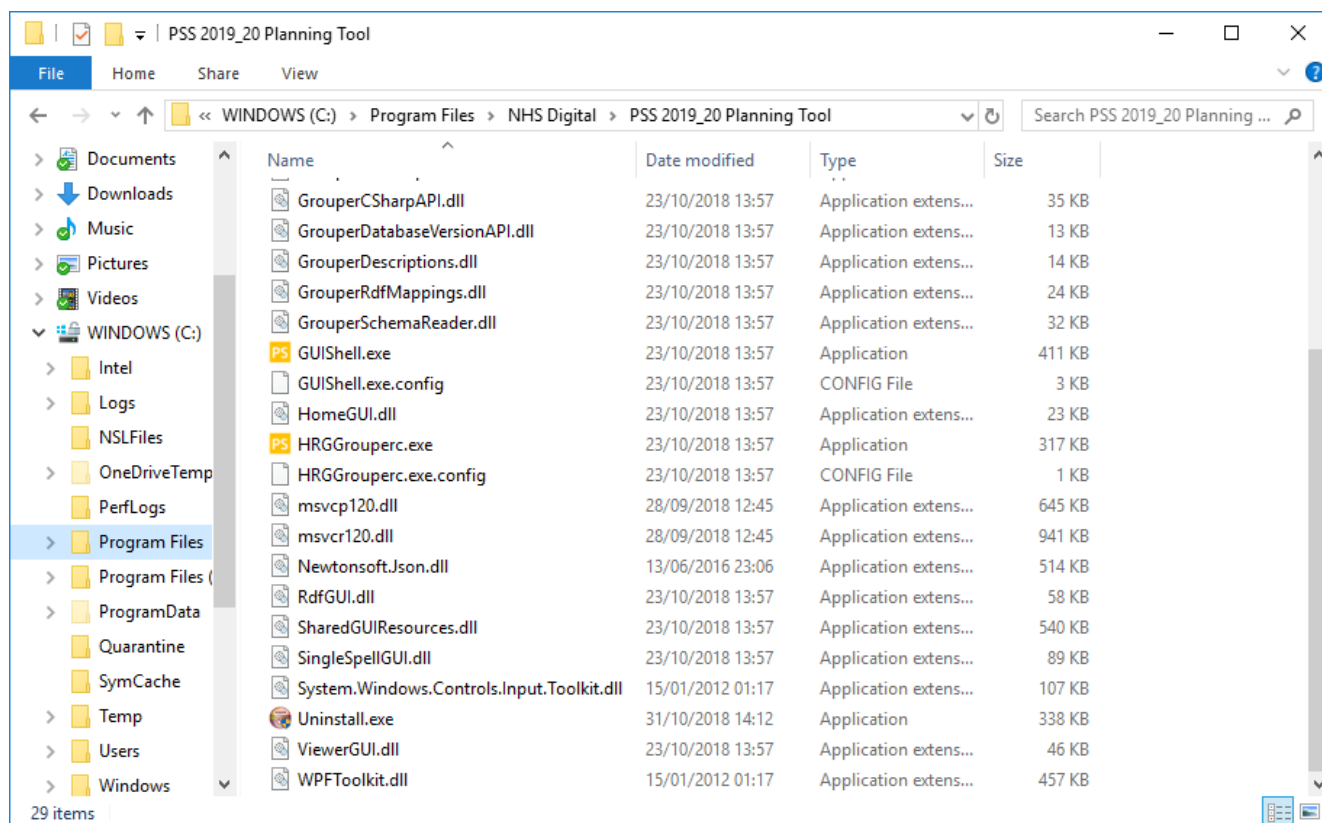 PSS 2019_20 Planning Tool
File Home Share View
« WINDOWS (C:) > Program Files > NHS Digital > PSS 2019_20 Planning Tool Search PSS 2019_20 Planning ...
Documents
Downloads
Music
Pictures
Videos
WINDOWS (C:)
Intel
Logs
NSLFiles
OneDriveTemp
PerfLogs
Program Files
Program Files (
ProgramData
Quarantine
SymCache
Temp
Users
Windows
Name Date modified Type Size
GrouperCSharpAPI.dll 23/10/2018 13:57 Application extens... 35 KB
GrouperDatabaseVersionAPI.dll 23/10/2018 13:57 Application extens... 13 KB
GrouperDescriptions.dll 23/10/2018 13:57 Application extens... 14 KB
GrouperRdfMappings.dll 23/10/2018 13:57 Application extens... 24 KB
GrouperSchemaReader.dll 23/10/2018 13:57 Application extens... 32 KB
PS GUIShell.exe 23/10/2018 13:57 Application 411 KB
GUIShell.exe.config 23/10/2018 13:57 CONFIG File 3 KB
HomeGUI.dll 23/10/2018 13:57 Application extens... 23 KB
PS HRGGrouperc.exe 23/10/2018 13:57 Application 317 KB
HRGGrouperc.exe.config 23/10/2018 13:57 CONFIG File 1 KB
msvcp120.dll 28/09/2018 12:45 Application extens... 645 KB
msvcr120.dll 28/09/2018 12:45 Application extens... 941 KB
Newtonsoft.Json.dll 13/06/2016 23:06 Application extens... 514 KB
RdfGUI.dll 23/10/2018 13:57 Application extens... 58 KB
SharedGUIResources.dll 23/10/2018 13:57 Application extens... 540 KB
SingleSpellGUI.dll 23/10/2018 13:57 Application extens... 89 KB
System.Windows.Controls.Input.Toolkit.dll 15/01/2012 01:17 Application extens... 107 KB
Uninstall.exe 31/10/2018 14:12 Application 338 KB
ViewerGUI.dll 23/10/2018 13:57 Application extens... 46 KB
WPFToolkit.dll 15/01/2012 01:17 Application extens... 457 KB
29 items